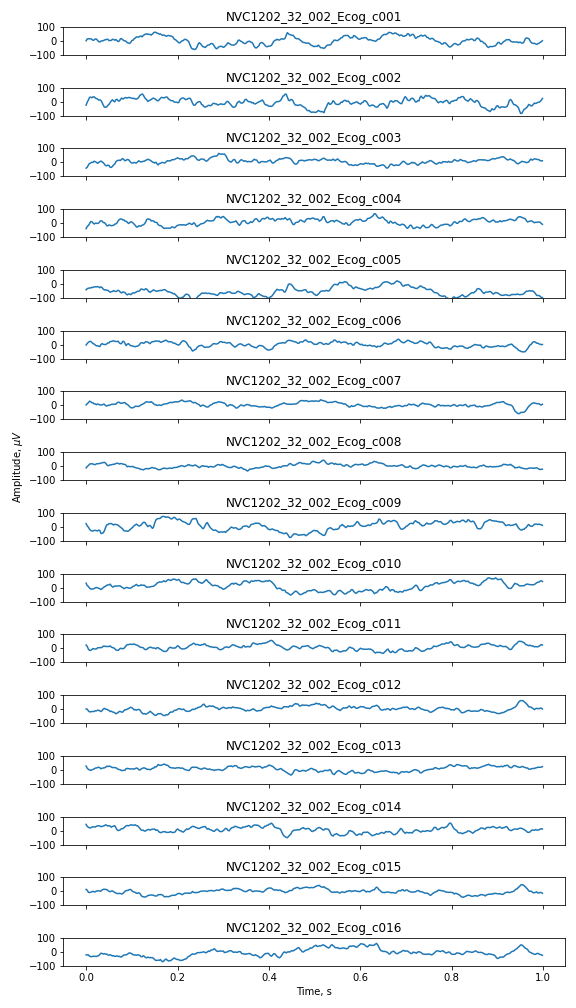 NVC1202_32_002_Ecog_c001
100
0
−100
NVC1202_32_002_Ecog_c002
100
0
−100
NVC1202_32_002_Ecog_c003
100
0
−100
NVC1202_32_002_Ecog_c004
100
0
−100
NVC1202_32_002_Ecog_c005
100
0
−100
NVC1202_32_002_Ecog_c006
100
0
−100
NVC1202_32_002_Ecog_c007
100
0
−100
Amplitude, μV
NVC1202_32_002_Ecog_c008
100
0
−100
NVC1202_32_002_Ecog_c009
100
0
−100
NVC1202_32_002_Ecog_c010
100
0
−100
NVC1202_32_002_Ecog_c011
100
0
−100
NVC1202_32_002_Ecog_c012
100
0
−100
NVC1202_32_002_Ecog_c013
100
0
−100
NVC1202_32_002_Ecog_c014
100
0
−100
NVC1202_32_002_Ecog_c015
100
0
−100
NVC1202_32_002_Ecog_c016
100
0
−100
0.0 0.2 0.4 0.6 0.8 1.0
Time, s